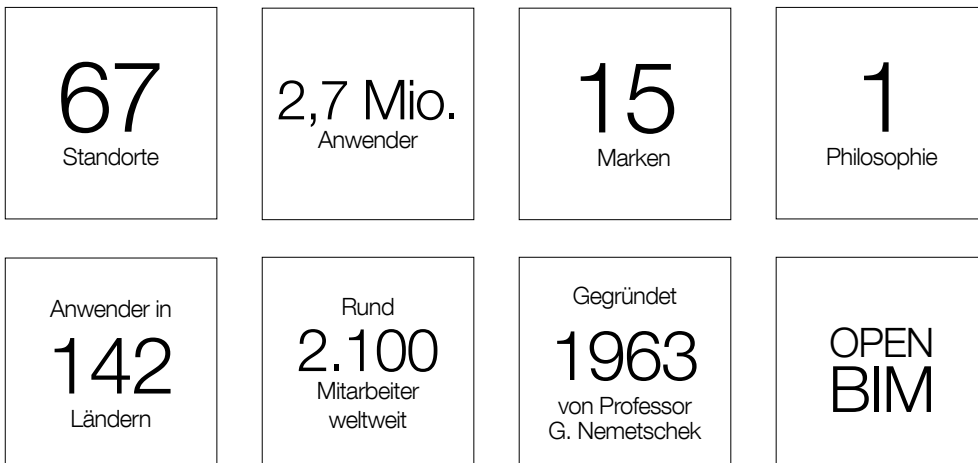 67
Standorte
2,7 Mio.
Anwender
15
Marken
1
Philosophie
Anwender in
142
Ländern
Rund
2.100
Mitarbeiter
weltweit
Gegründet
1963
von Professor
G. Nemetschek
OPEN
BIM